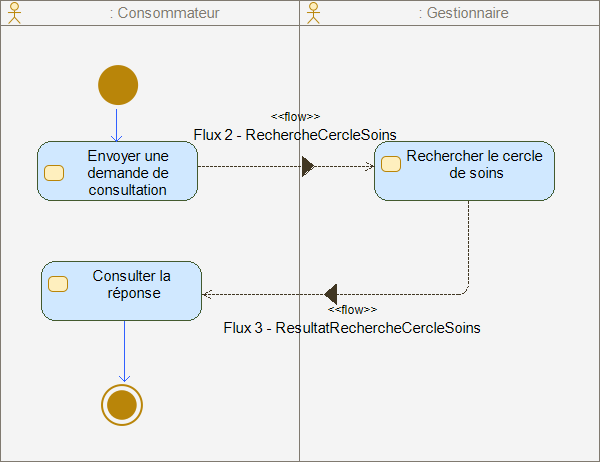 : Consommateur
: Gestionnaire
<<flow>>
Flux 2 - RechercheCercleSoins
Envoyer une
demande de
consultation
Rechercher le cercle
de soins
Consulter la
réponse
<<flow>>
Flux 3 - ResultatRechercheCercleSoins